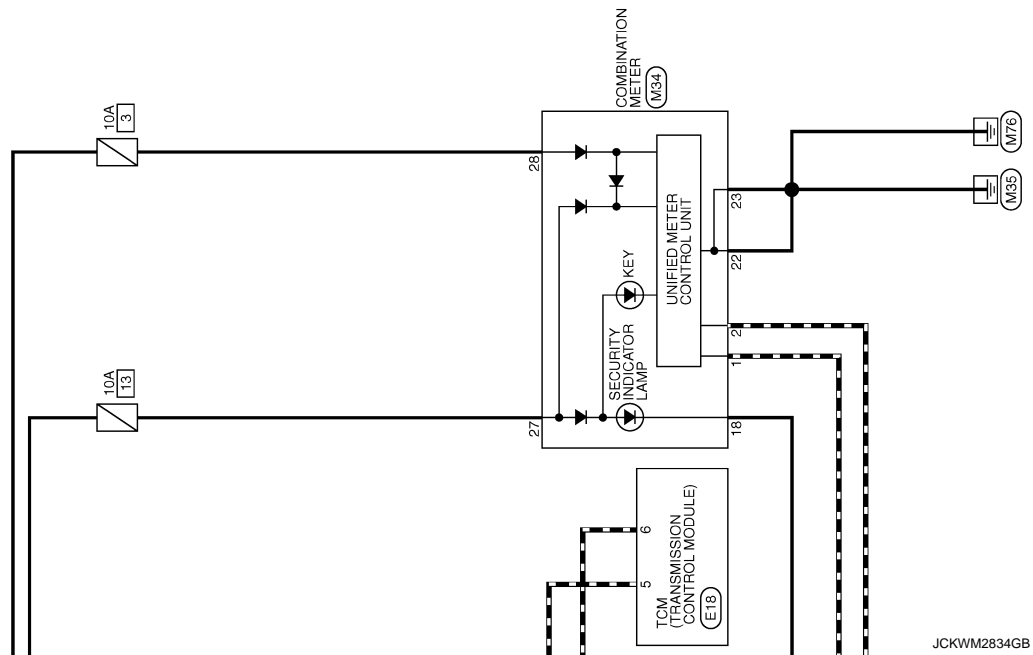 COMBINATION
METER
M34
10A
3
10A
13
28
27
23
22
2
1
18
UNIFIED METER
CONTROL UNIT
KEY
SECURITY
INDICATOR
LAMP
M76
M35
TCM
(TRANSMISSION
CONTROL MODULE)
E18
6
5
JCKWM2834GB